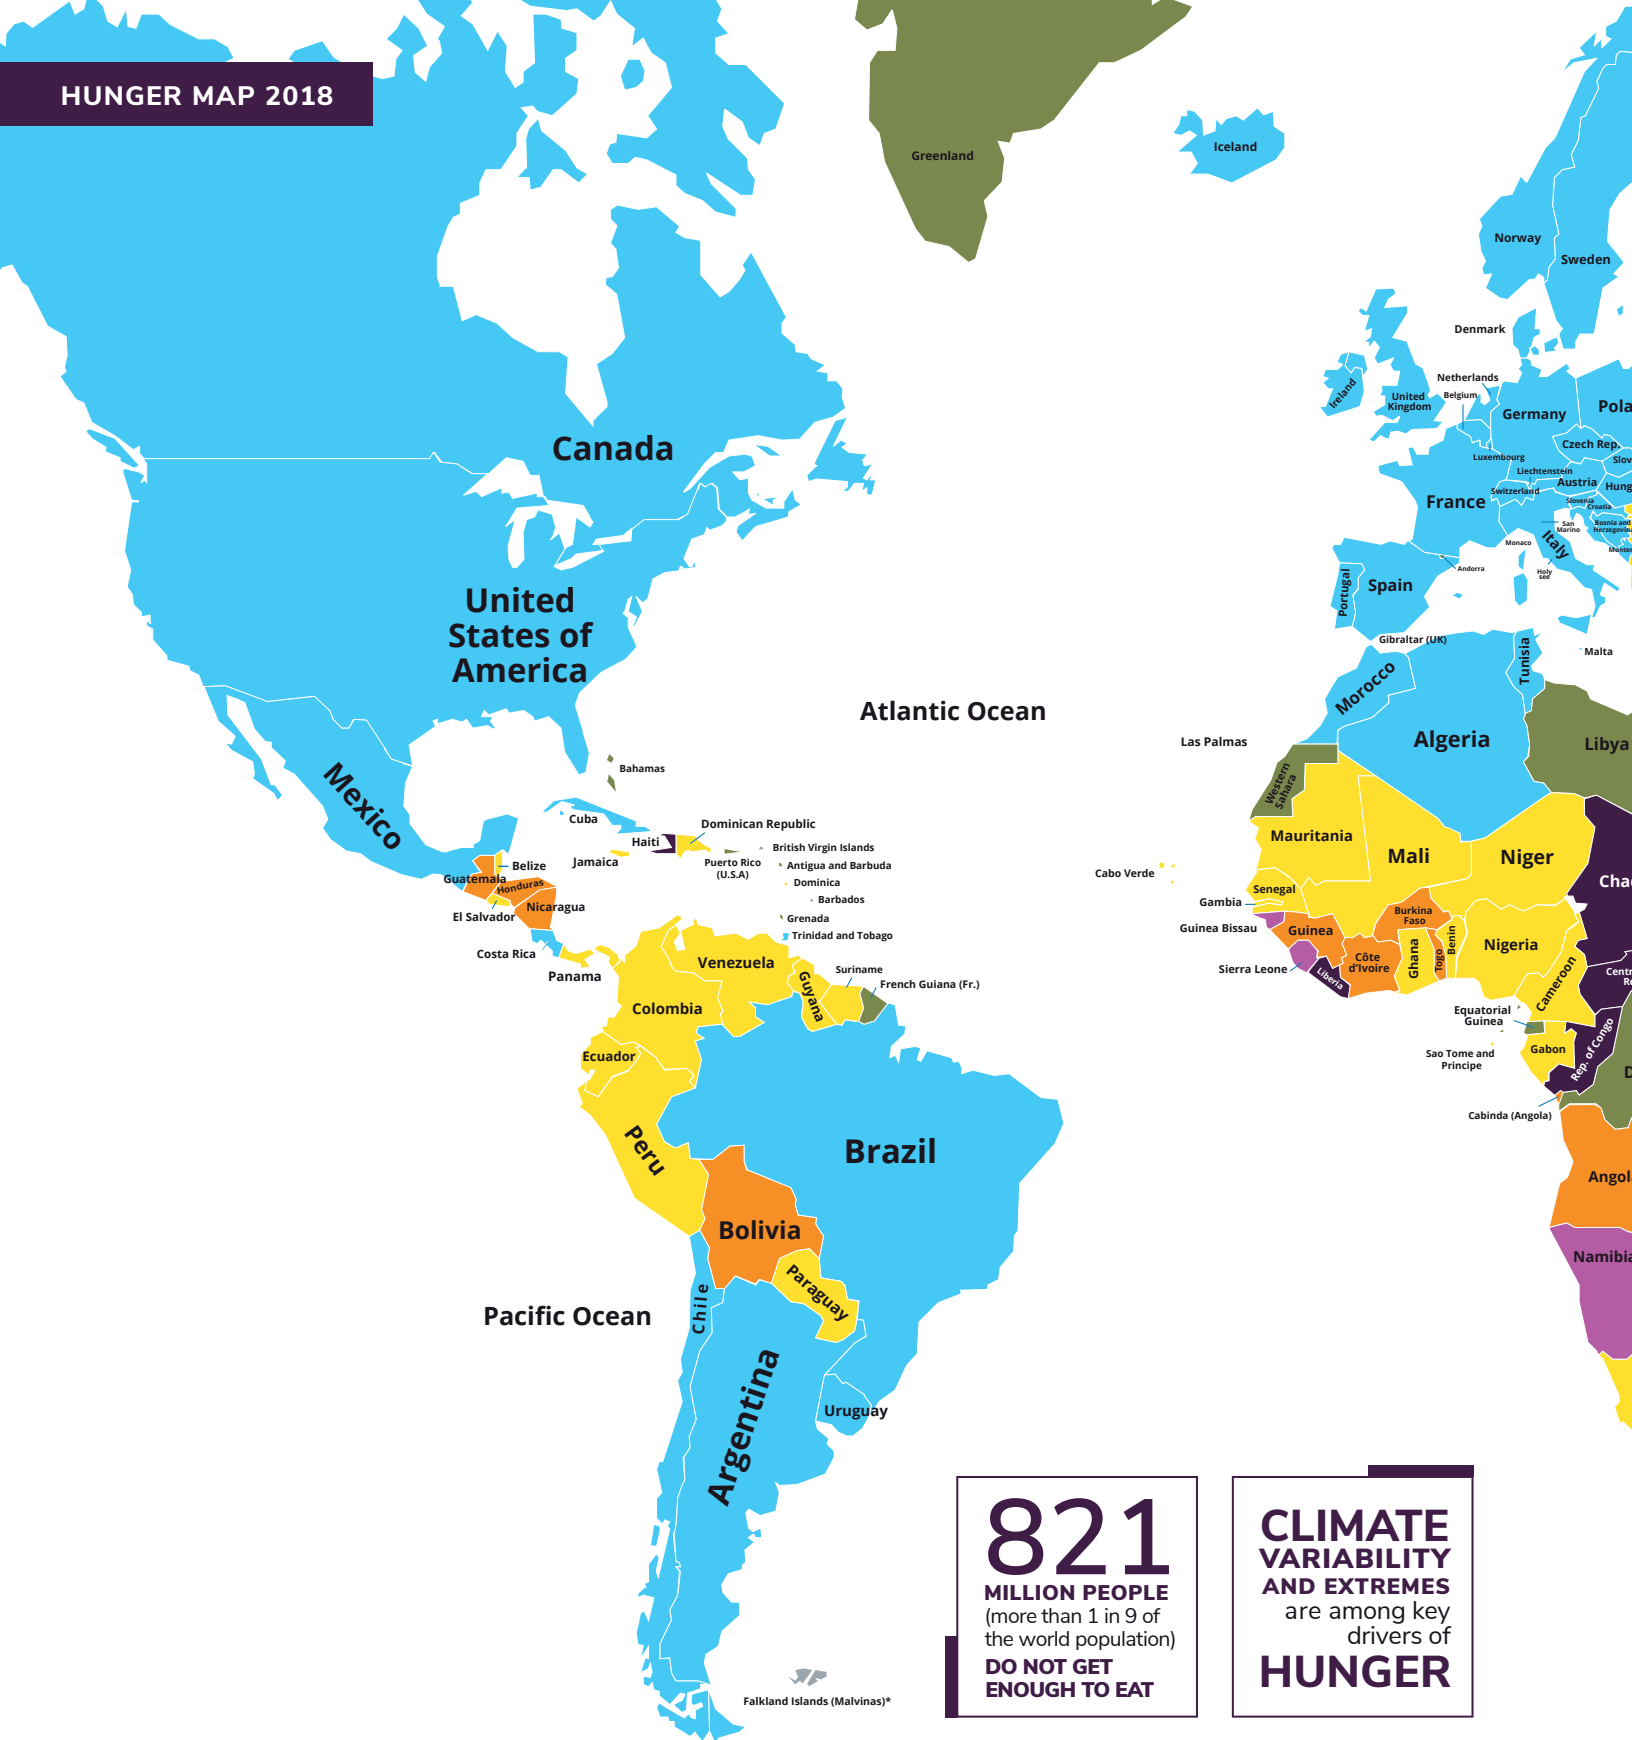 HUNGER MAP 2018
Greenland
Iceland
Norway
Sweden
Denmark
Netherlands
Belgium
Ireland
United
Kingdom
Germany
Pola
Czech Rep.
Slov
Luxembourg
Liechtenstein
Austria
Hung
Switzerland
Slovenia
Croatia
France
San
Marino
Bosnia and
Herzegovina
Monte
Monaco
Italy
Holy
see
Andorra
Portugal
Spain
Gibraltar (UK)
Malta
Canada
United
States of
America
Mexico
Atlantic Ocean
Las Palmas
Morocco
Tunisia
Algeria
Libya
Western
Sahara
Bahamas
Cuba
Haiti
Dominican Republic
Jamaica
Puerto Rico
(U.S.A)
British Virgin Islands
Antigua and Barbuda
Dominica
Barbados
Grenada
Trinidad and Tobago
Belize
Guatemala
Honduras
El Salvador
Nicaragua
Costa Rica
Panama
Venezuela
Guyana
Suriname
French Guiana (Fr.)
Colombia
Ecuador
Peru
Brazil
Bolivia
Paraguay
Chile
Pacific Ocean
Argentina
Uruguay
Falkland Islands (Malvinas)*
Cabo Verde
Mauritania
Mali
Niger
Chad
Senegal
Gambia
Guinea Bissau
Guinea
Sierra Leone
Liberia
Burkina
Faso
Côte
d'Ivoire
Ghana
Togo
Benin
Nigeria
Cameroon
Centr
Re
Equatorial
Guinea
Sao Tome and
Principe
Gabon
Rep. of Congo
D
Cabinda (Angola)
Angol
Namibia
821
MILLION PEOPLE
(more than 1 in 9 of
the world population)
DO NOT GET
ENOUGH TO EAT
CLIMATE
VARIABILITY
AND EXTREMES
are among key
drivers of
HUNGER